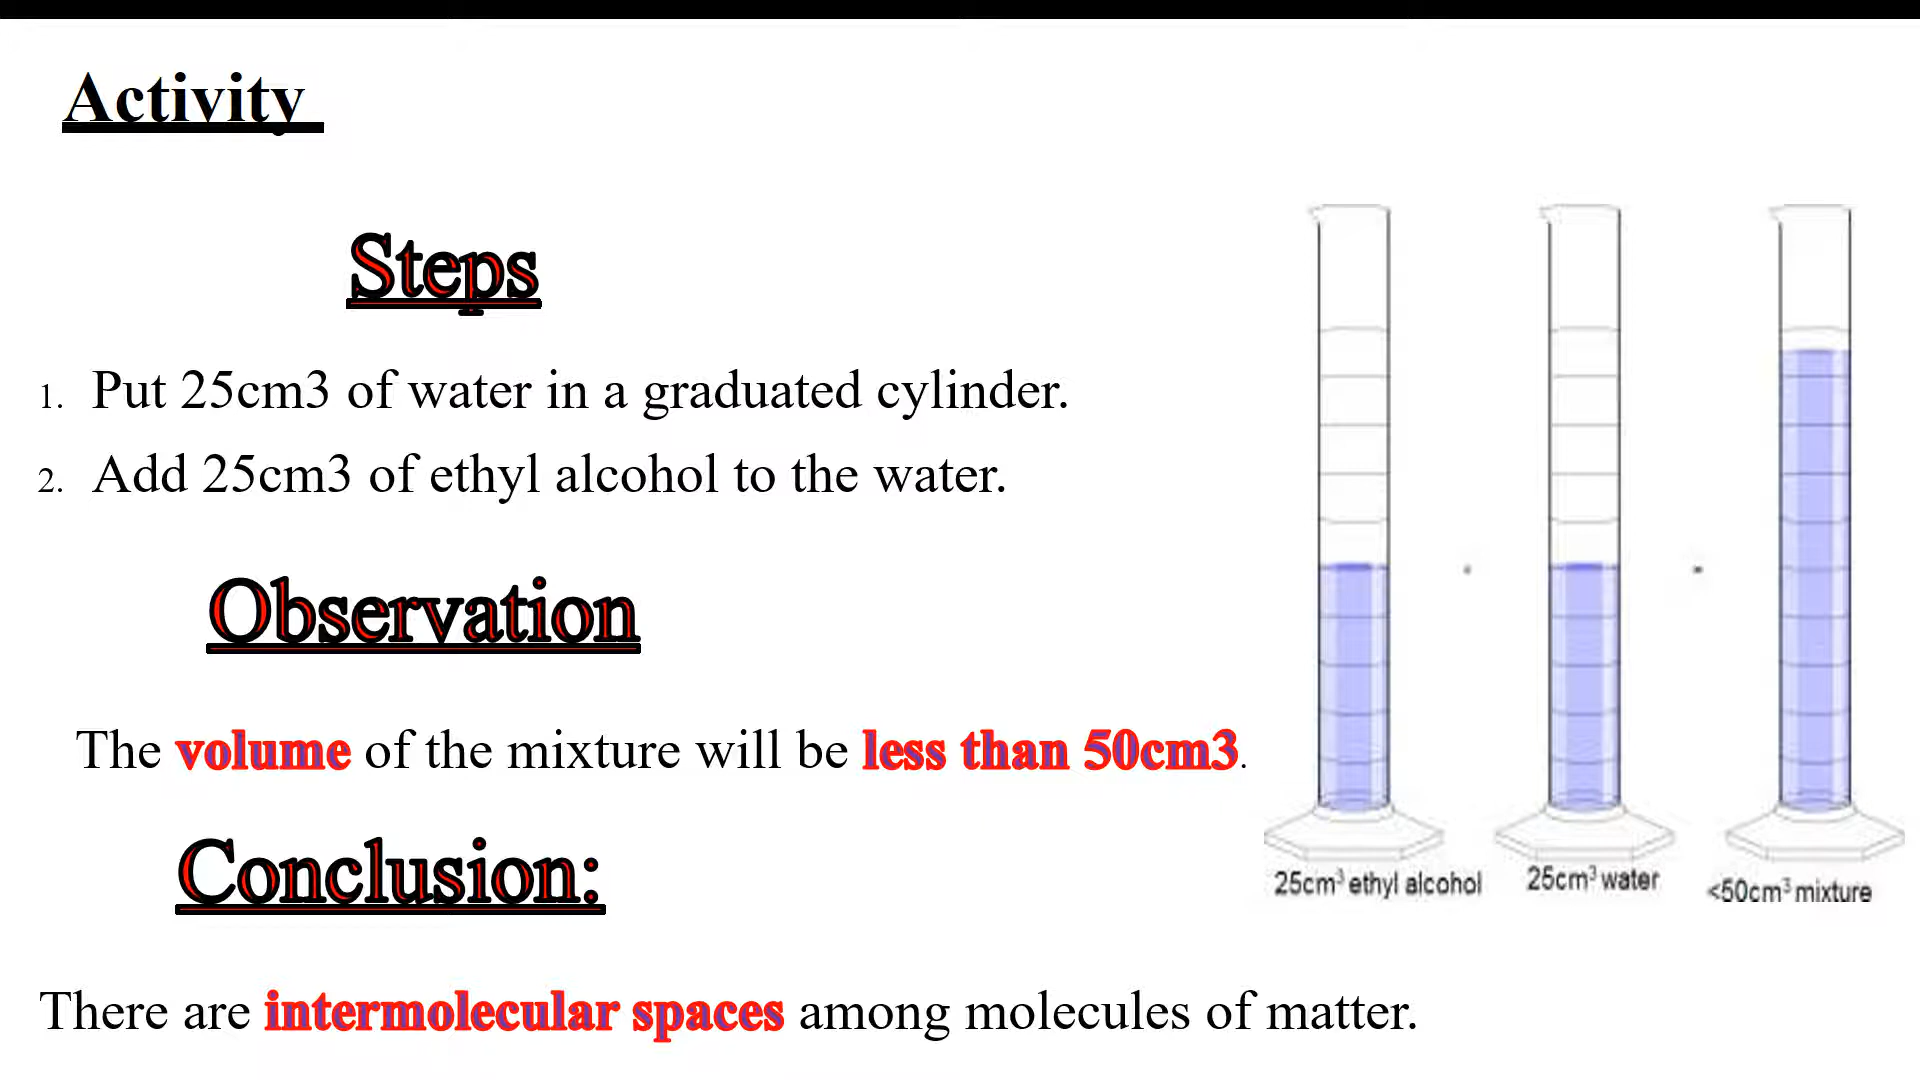 Activity
Steps
1. Put 25cm3 of water in a graduated cylinder.
2. Add 25cm3 of ethyl alcohol to the water.
Observation
The volume of the mixture will be less than 50cm3.
Conclusion:
There are intermolecular spaces among molecules of matter.
25cm³ ethyl alcohol
25cm³ water
<50cm³ mixture